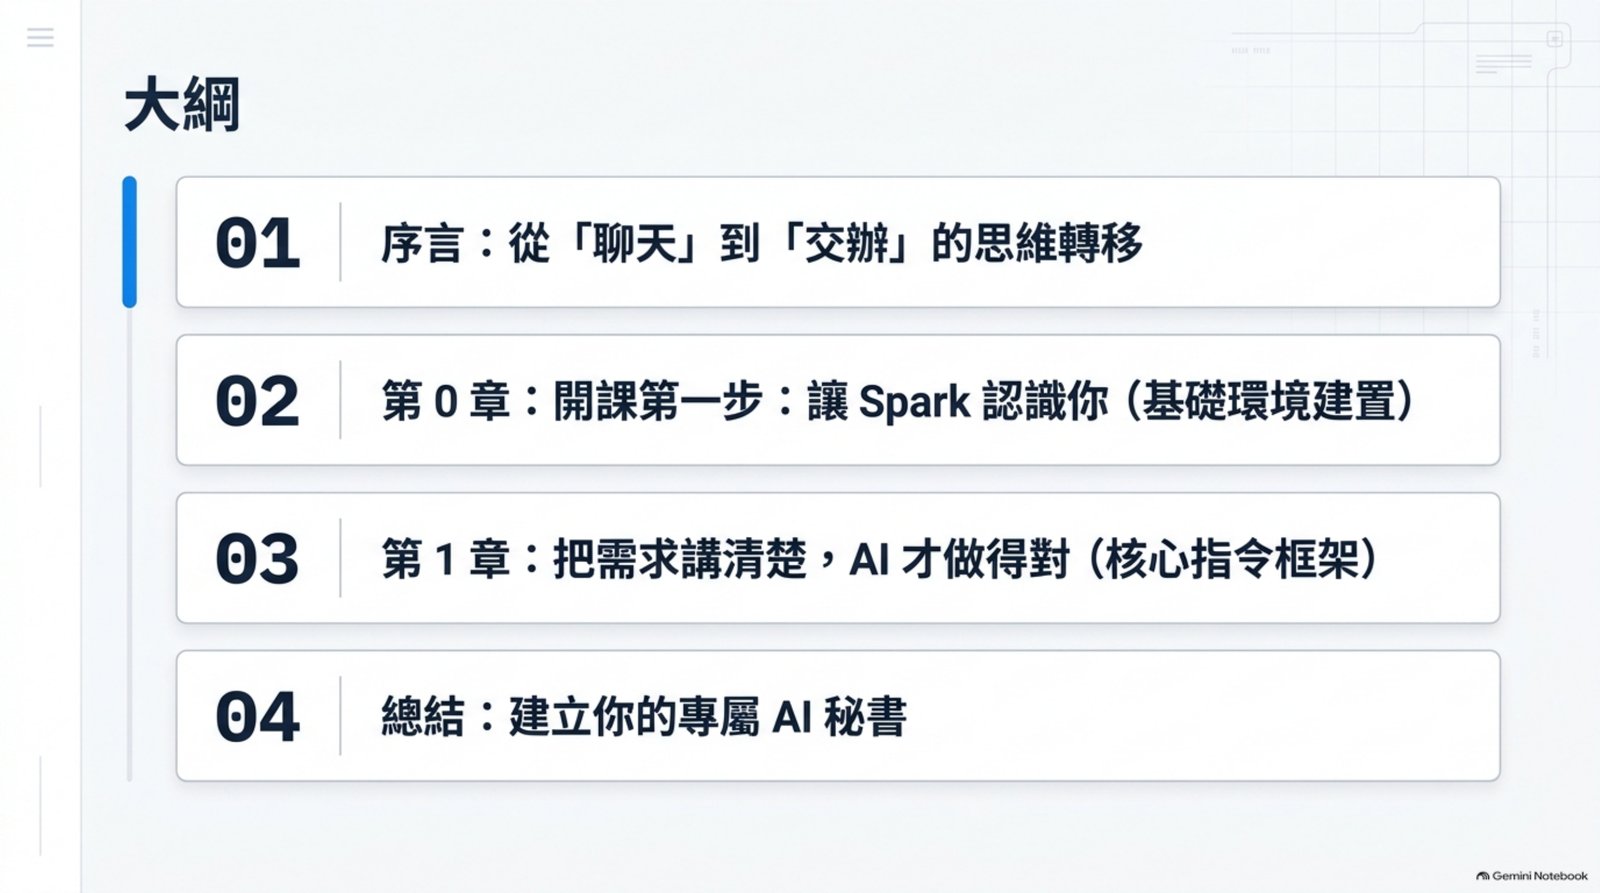 大綱
01
序言：從「聊天」到「交辦」的思維轉移
02
第 0 章：開課第一步：讓 Spark 認識你（基礎環境建置）
03
第 1 章：把需求講清楚，AI 才做得對（核心指令框架）
04
總結：建立你的專屬 AI 秘書
Gemini Notebook